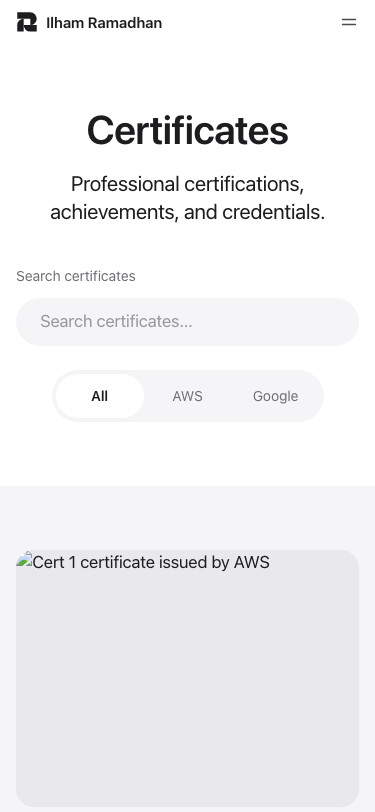 Ilham Ramadhan
Certificates
Professional certifications,
achievements, and credentials.
Search certificates
Search certificates...
All
AWS
Google
Cert 1 certificate issued by AWS